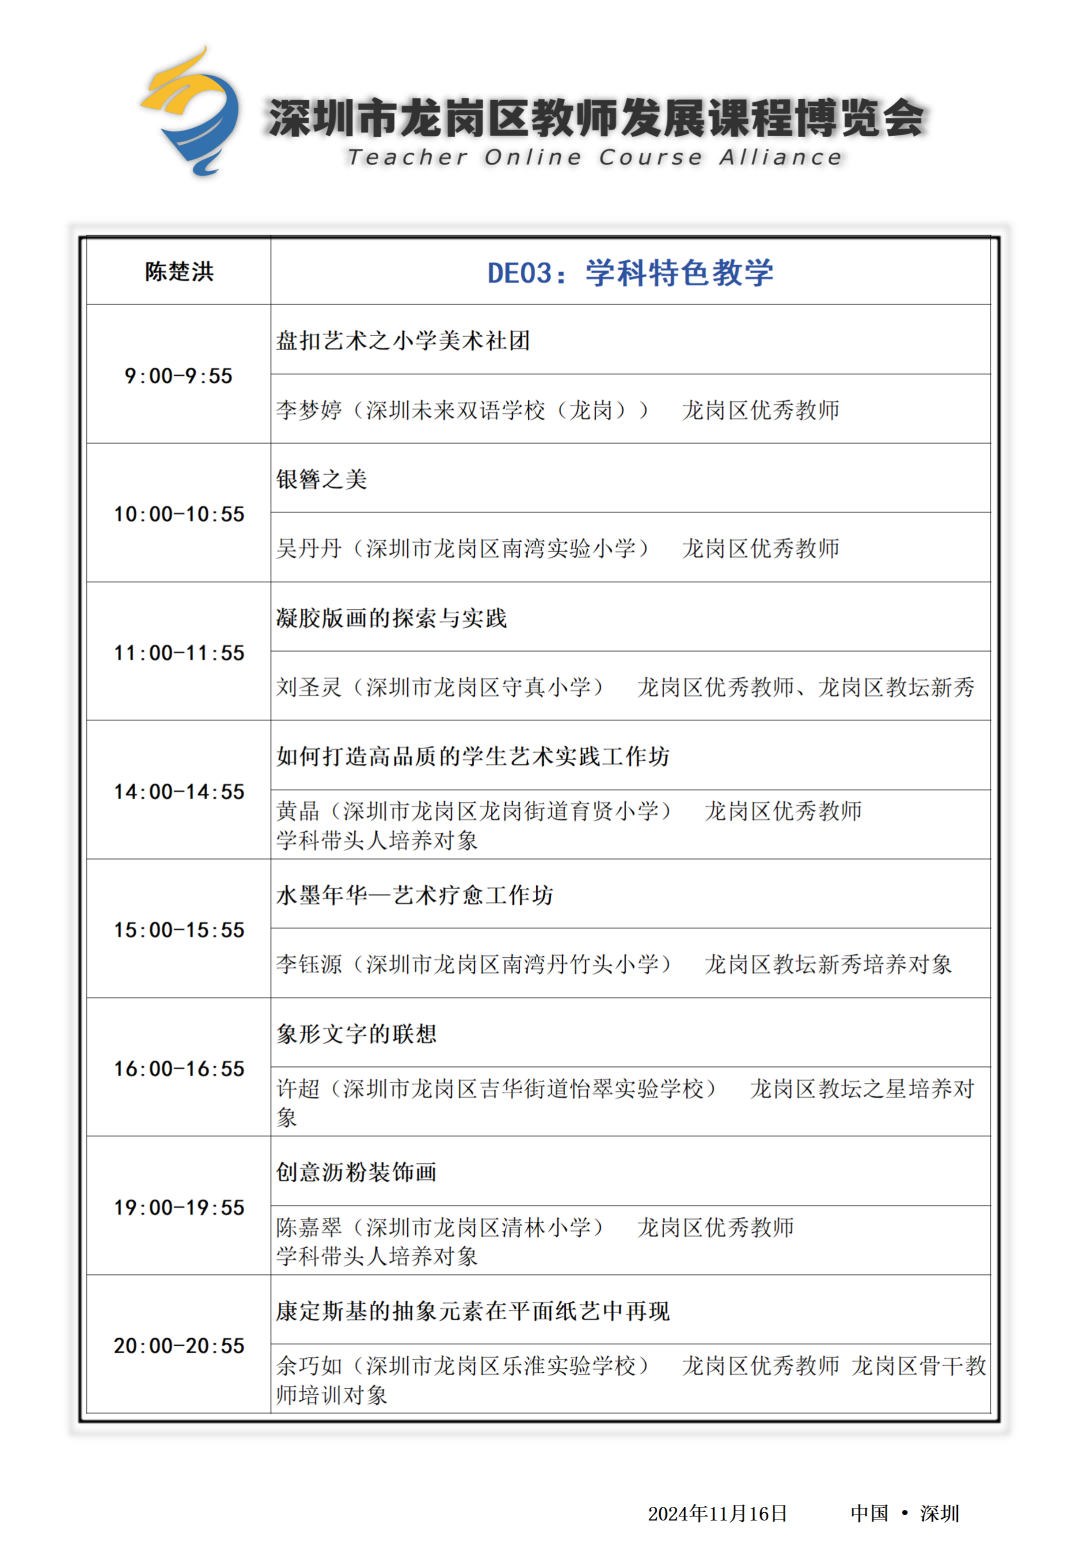 深圳市龙岗区教师发展课程博览会
Teacher Online Course Alliance
陈楚洪
DE03：学科特色教学
9:00-9:55
盘扣艺术之小学美术社团
李梦婷（深圳未来双语学校（龙岗）） 龙岗区优秀教师
10:00-10:55
银簪之美
吴丹丹（深圳市龙岗区南湾实验小学） 龙岗区优秀教师
11:00-11:55
凝胶版画的探索与实践
刘圣灵（深圳市龙岗区守真小学） 龙岗区优秀教师、龙岗区教坛新秀
14:00-14:55
如何打造高品质的学生艺术实践工作坊
黄晶（深圳市龙岗区龙岗街道育贤小学） 龙岗区优秀教师
学科带头人培养对象
15:00-15:55
水墨年华—艺术疗愈工作坊
李钰源（深圳市龙岗区南湾丹竹头小学） 龙岗区教坛新秀培养对象
16:00-16:55
象形文字的联想
许超（深圳市龙岗区吉华街道怡翠实验学校） 龙岗区教坛之星培养对
象
19:00-19:55
创意沥粉装饰画
陈嘉翠（深圳市龙岗区清林小学） 龙岗区优秀教师
学科带头人培养对象
20:00-20:55
康定斯基的抽象元素在平面纸艺中再现
余巧如（深圳市龙岗区乐淮实验学校） 龙岗区优秀教师 龙岗区骨干教
师培训对象
2024年11月16日 中国 • 深圳